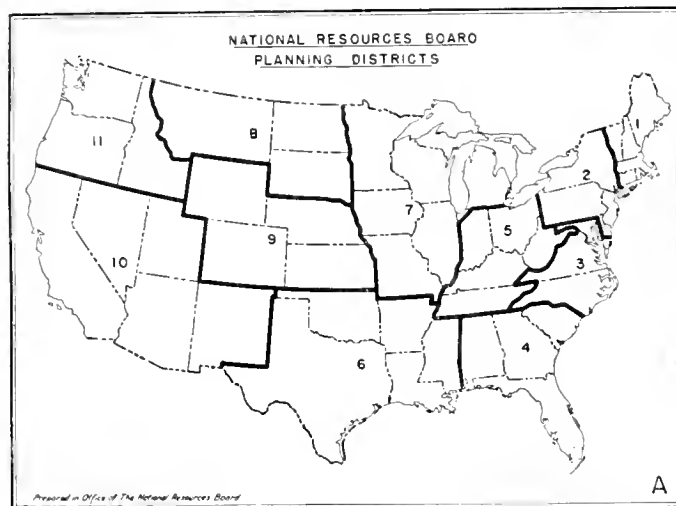 NATIONAL RESOURCES BOARD
PLANNING DISTRICTS
1
2
3
4
5
6
7
8
9
10
11
Prepared in Office of The National Resources Board
A